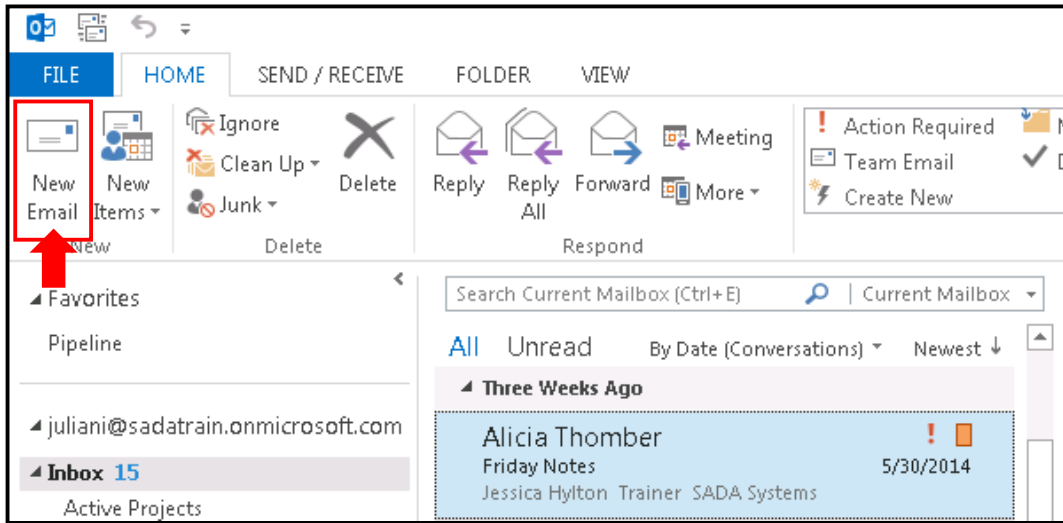 FILE HOME SEND / RECEIVE FOLDER VIEW
New Email
New Items
Ignore
Clean Up
Junk
Delete
Reply
Reply All
Forward
Meeting
More
Action Required
Team Email
Create New
New Delete Respond
Favorites
Pipeline
juliani@sadatrain.onmicrosoft.com
Inbox 15
Active Projects
Search Current Mailbox (Ctrl+E) Current Mailbox
All Unread By Date (Conversations) Newest
Three Weeks Ago
Alicia Thomber !
Friday Notes 5/30/2014
Jessica Hylton Trainer SADA Systems